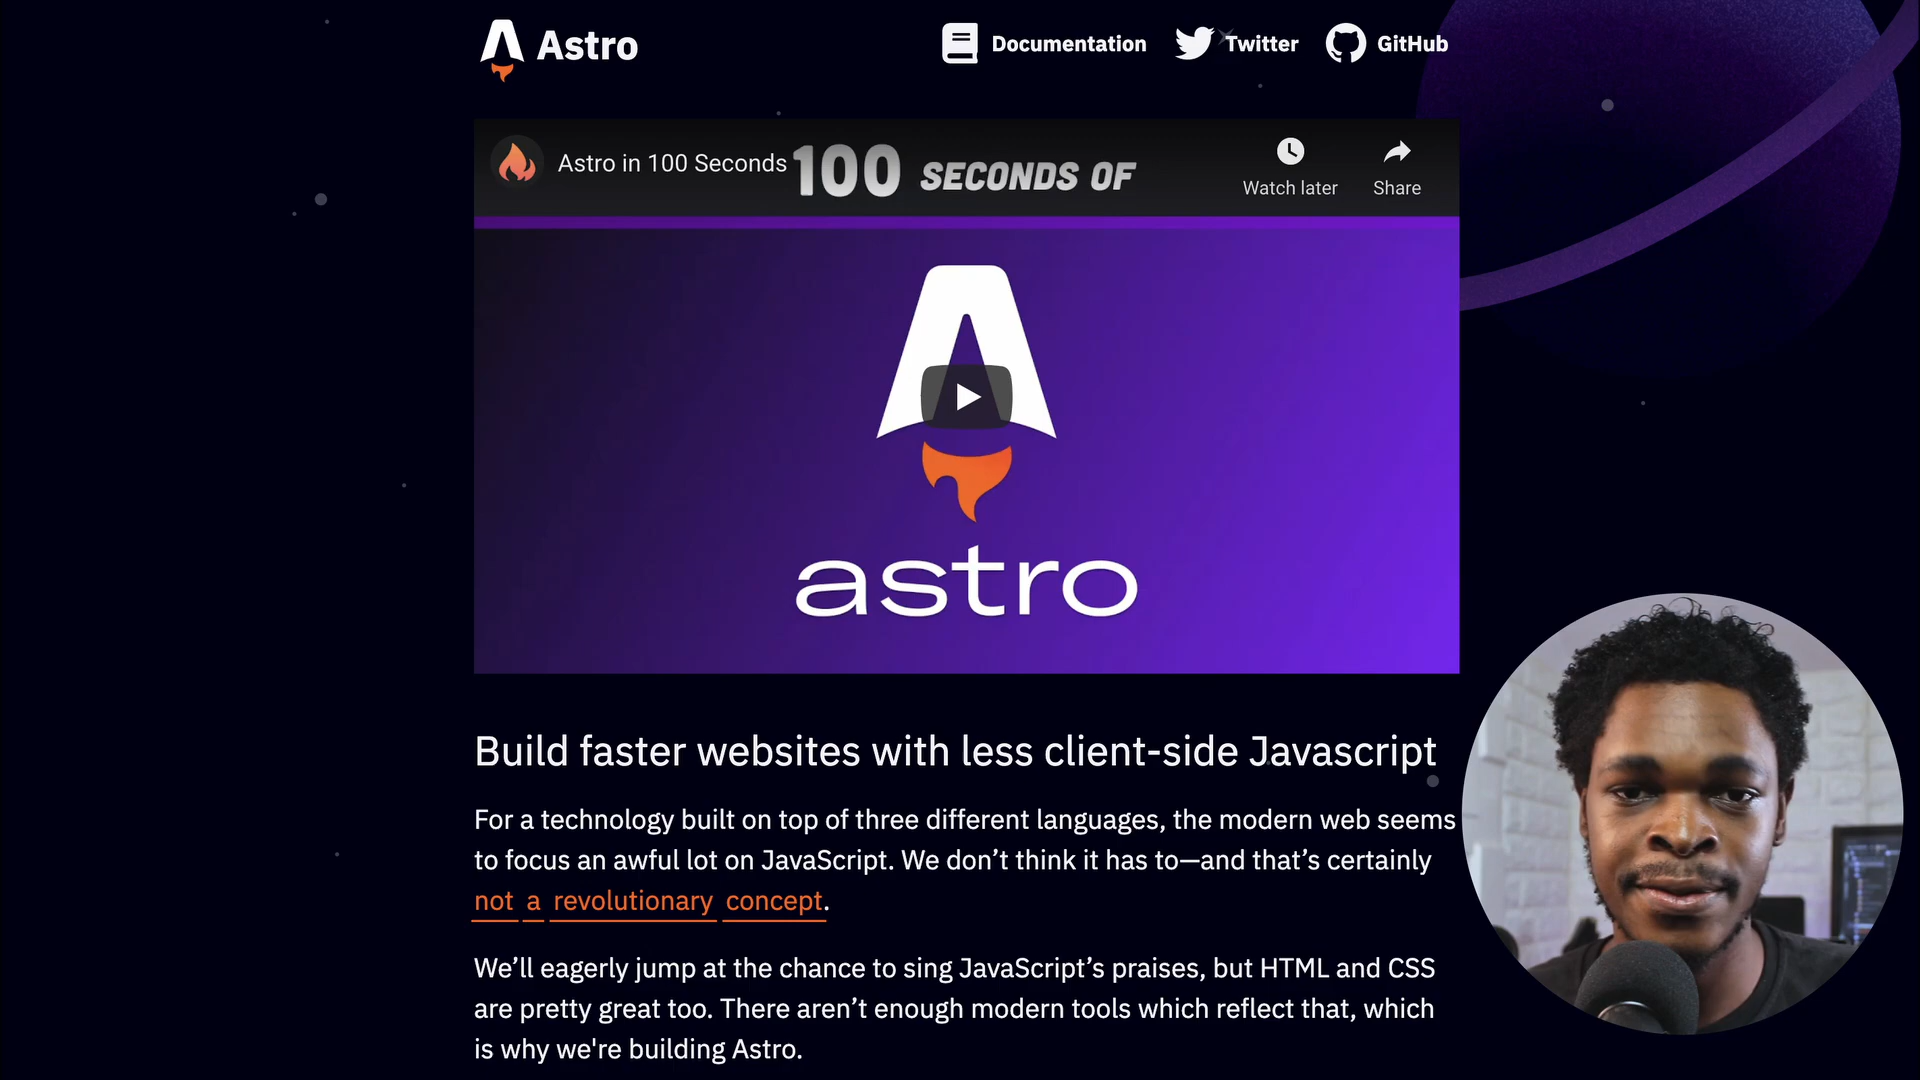 Astro
Documentation
Twitter
GitHub
Astro in 100 Seconds
100 SECONDS OF
Watch later
Share
astro
Build faster websites with less client-side Javascript
For a technology built on top of three different languages, the modern web seems
to focus an awful lot on JavaScript. We don’t think it has to—and that’s certainly
not a revolutionary concept.
We’ll eagerly jump at the chance to sing JavaScript’s praises, but HTML and CSS
are pretty great too. There aren’t enough modern tools which reflect that, which
is why we're building Astro.